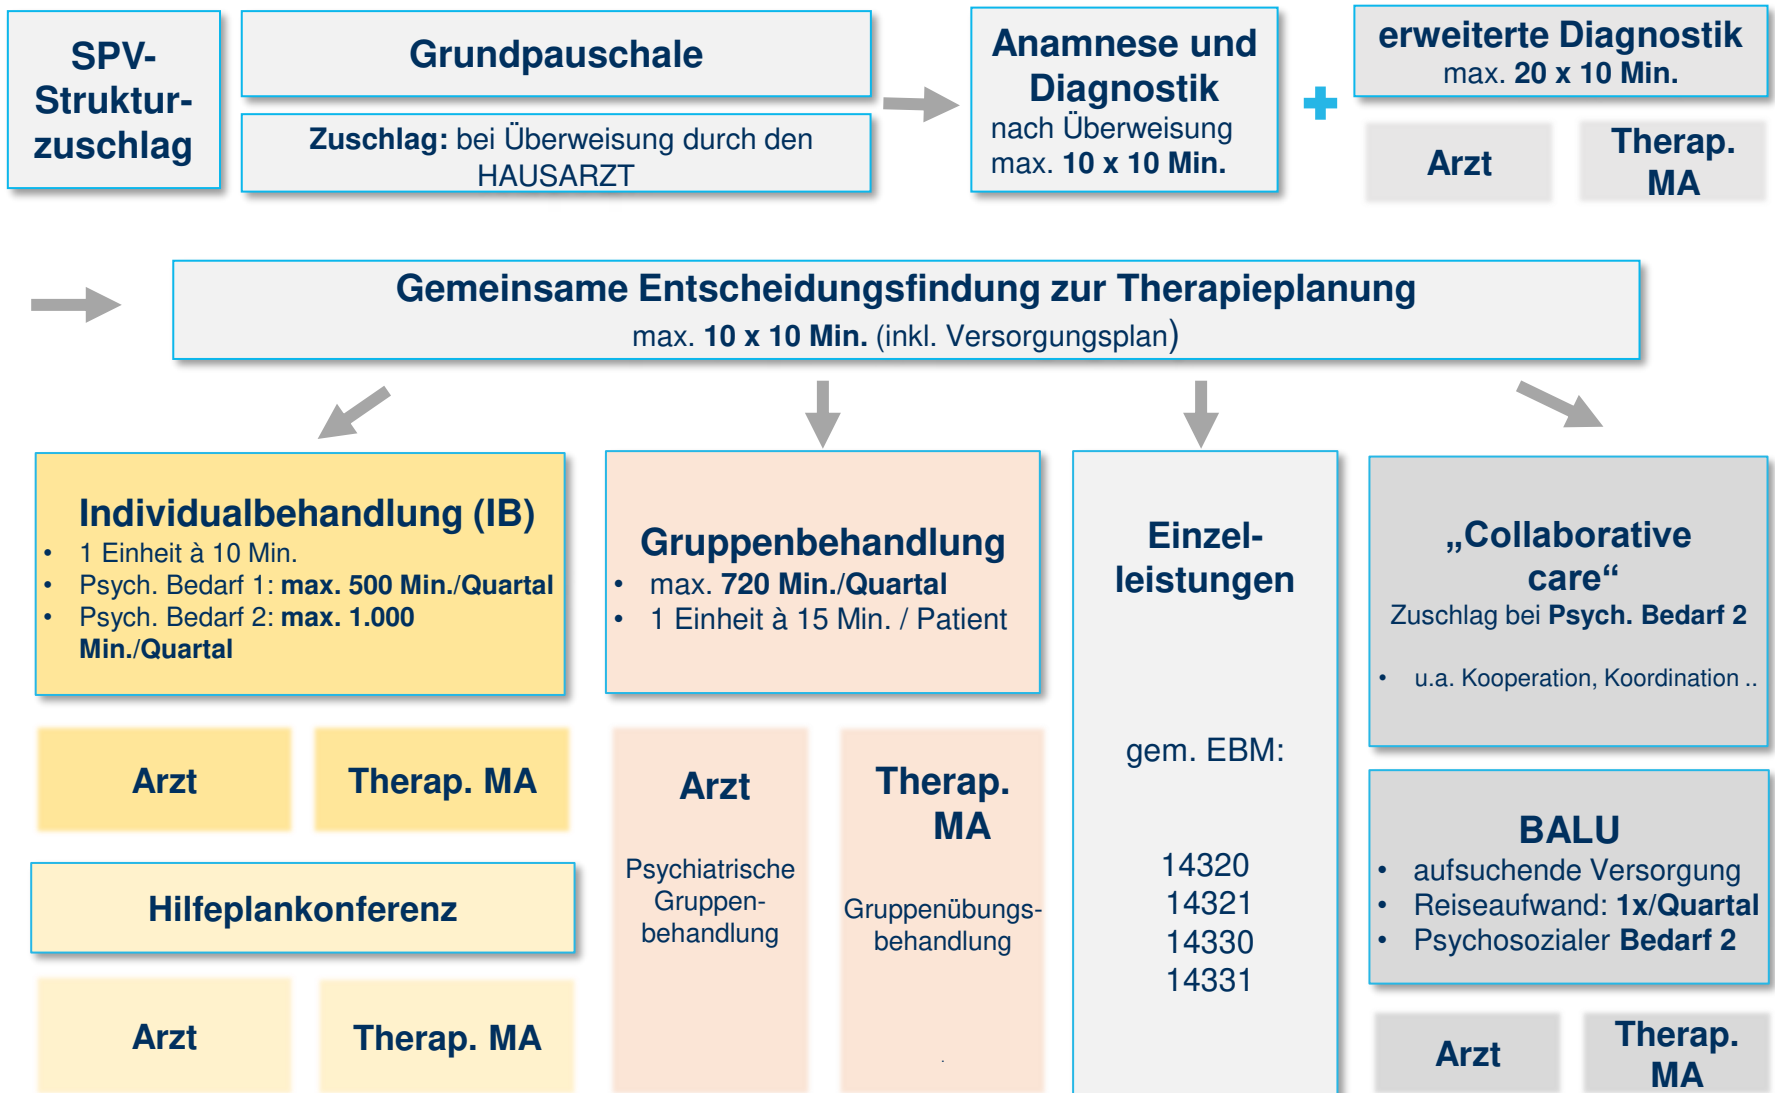 SPV-
Struktur-
zuschlag
Grundpauschale
Zuschlag: bei Überweisung durch den
HAUSARZT
Anamnese und
Diagnostik
nach Überweisung
max. 10 x 10 Min.
erweiterte Diagnostik
max. 20 x 10 Min.
Arzt
Therap.
MA
Gemeinsame Entscheidungsfindung zur Therapieplanung
max. 10 x 10 Min. (inkl. Versorgungsplan)
Individualbehandlung (IB)
• 1 Einheit à 10 Min.
• Psych. Bedarf 1: max. 500 Min./Quartal
• Psych. Bedarf 2: max. 1.000
Min./Quartal
Arzt
Therap. MA
Hilfeplankonferenz
Arzt
Therap. MA
Gruppenbehandlung
• max. 720 Min./Quartal
• 1 Einheit à 15 Min. / Patient
Arzt
Psychiatrische
Gruppen-
behandlung
Therap.
MA
Gruppenübungs-
behandlung
.
Einzel-
leistungen
gem. EBM:
14320
14321
14330
14331
„Collaborative
care“
Zuschlag bei Psych. Bedarf 2
• u.a. Kooperation, Koordination ..
BALU
• aufsuchende Versorgung
• Reiseaufwand: 1x/Quartal
• Psychosozialer Bedarf 2
Arzt
Therap.
MA